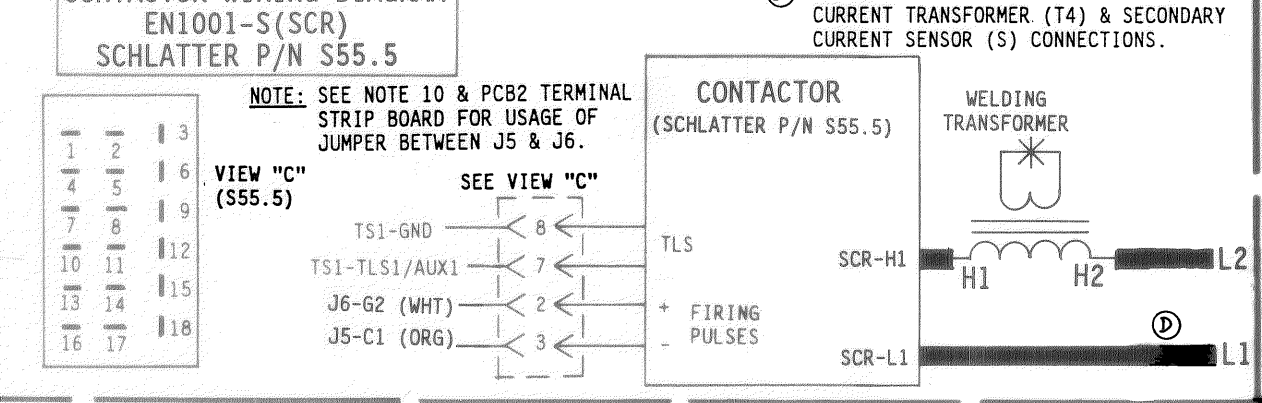 CONTACTOR WIRING DIAGRAM
EN1001-S(SCR)
SCHLATTER P/N S55.5
D
CURRENT TRANSFORMER (T4) & SECONDARY
CURRENT SENSOR (S) CONNECTIONS.
NOTE: SEE NOTE 10 & PCB2 TERMINAL
STRIP BOARD FOR USAGE OF
JUMPER BETWEEN J5 & J6.
1 2 3
4 5 6
7 8 9
10 11 12
13 14 15
16 17 18
VIEW "C"
(S55.5)
SEE VIEW "C"
TS1-GND 8
TS1-TLS1/AUX1 7
J6-G2 (WHT) 2
J5-C1 (ORG) 3
CONTACTOR
(SCHLATTER P/N S55.5)
TLS
+ FIRING
- PULSES
SCR-H1
SCR-L1
WELDING
TRANSFORMER
H1 H2
L2
D
L1